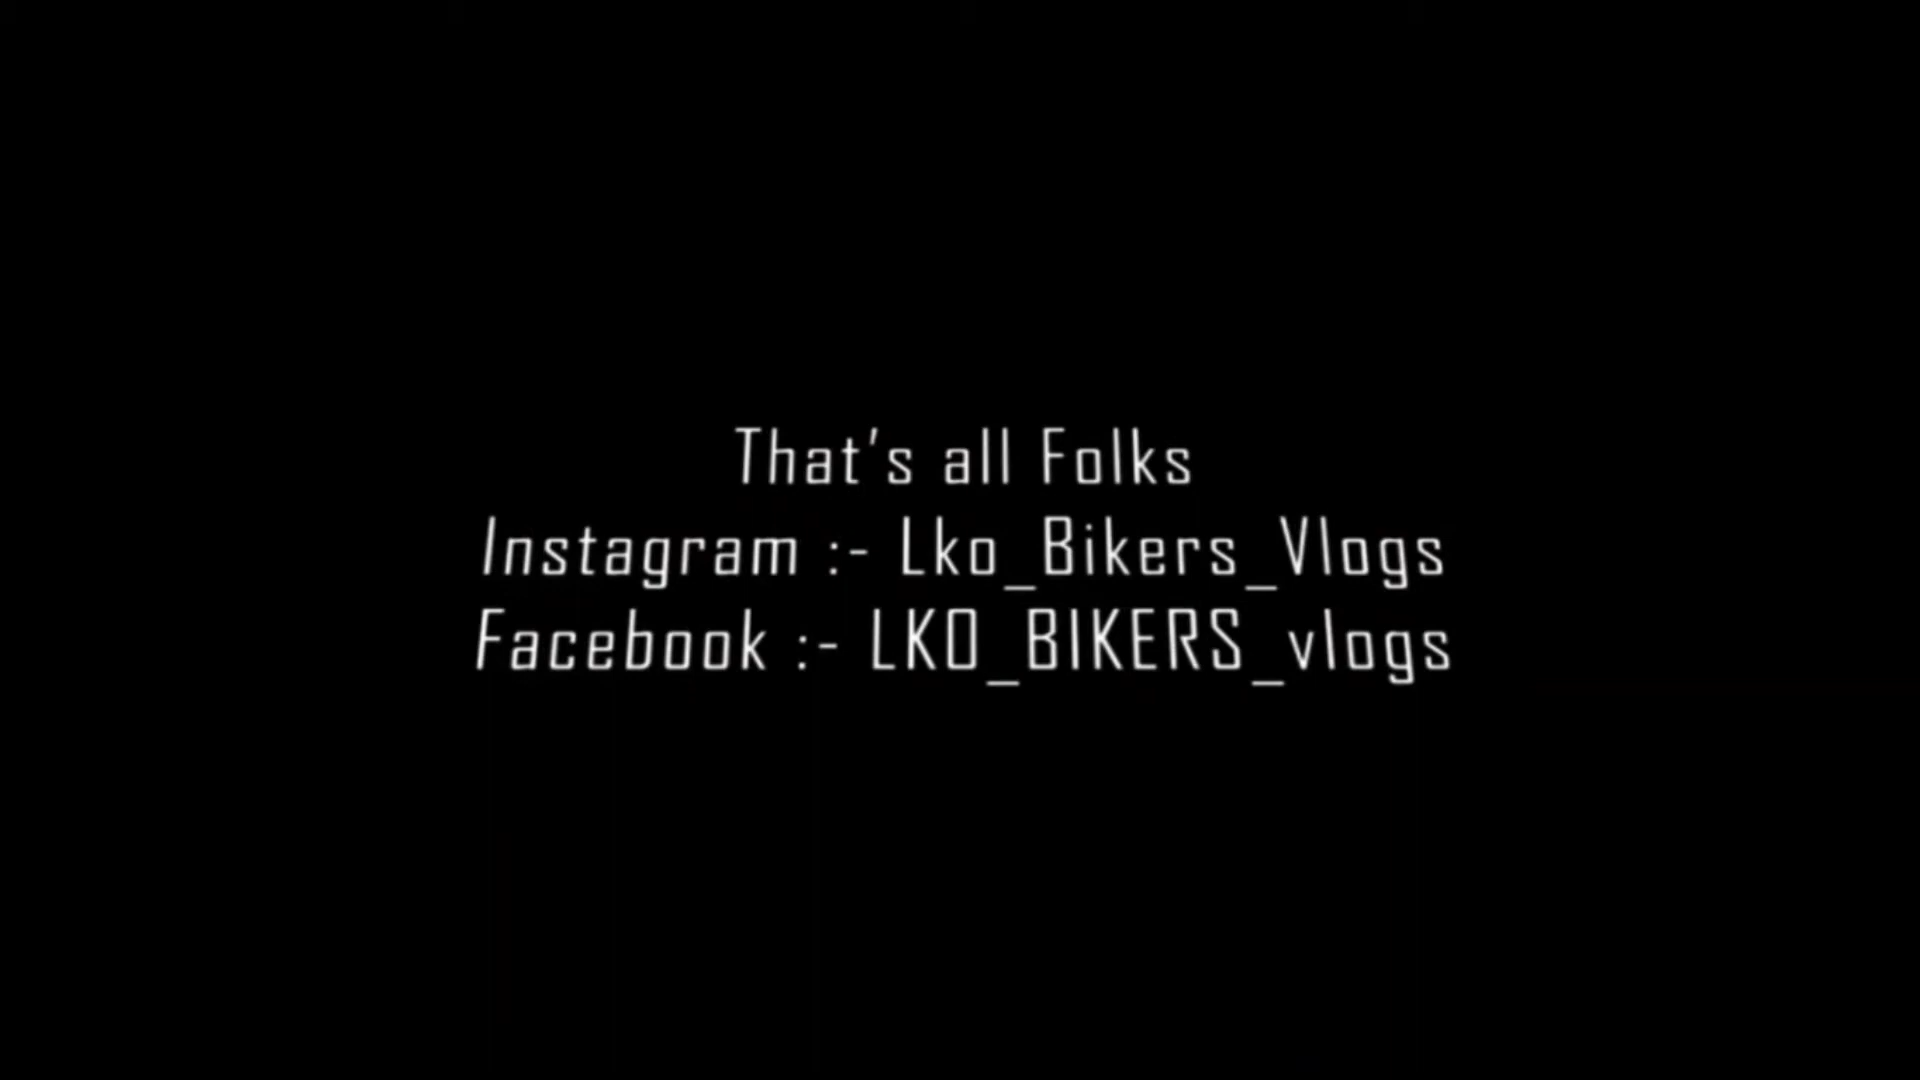 That's all Folks
Instagram :- Lko_Bikers_Vlogs
Facebook :- LKO_BIKERS_vlogs